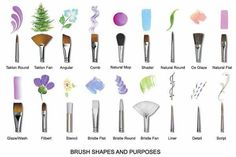 Taklon Round Taklon Fan Angular Comb Natural Mop Shader Natural Round Ox Glaze Natural Flat
Glaze/Wash Filbert Stencil Bristle Flat Bristle Round Bristle Fan Liner Detail Script
BRUSH SHAPES AND PURPOSES